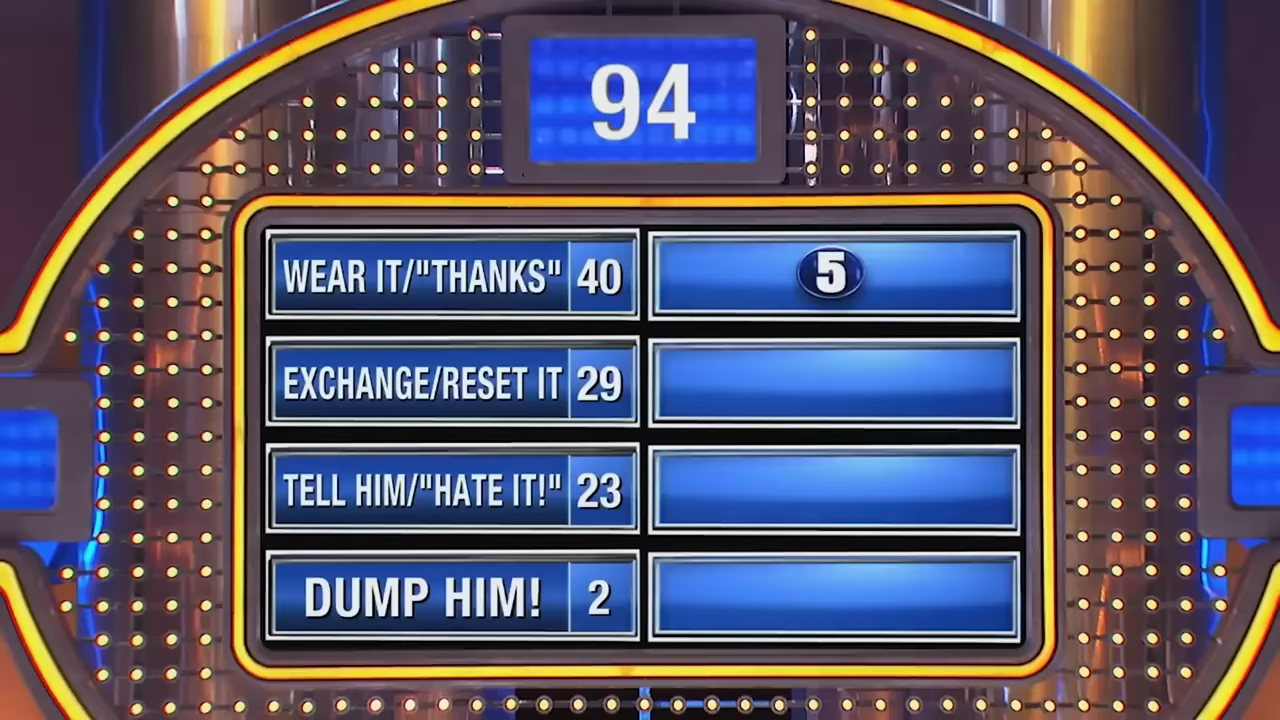 94
WEAR IT/"THANKS" 40
5
EXCHANGE/RESET IT 29
TELL HIM/"HATE IT!" 23
DUMP HIM! 2